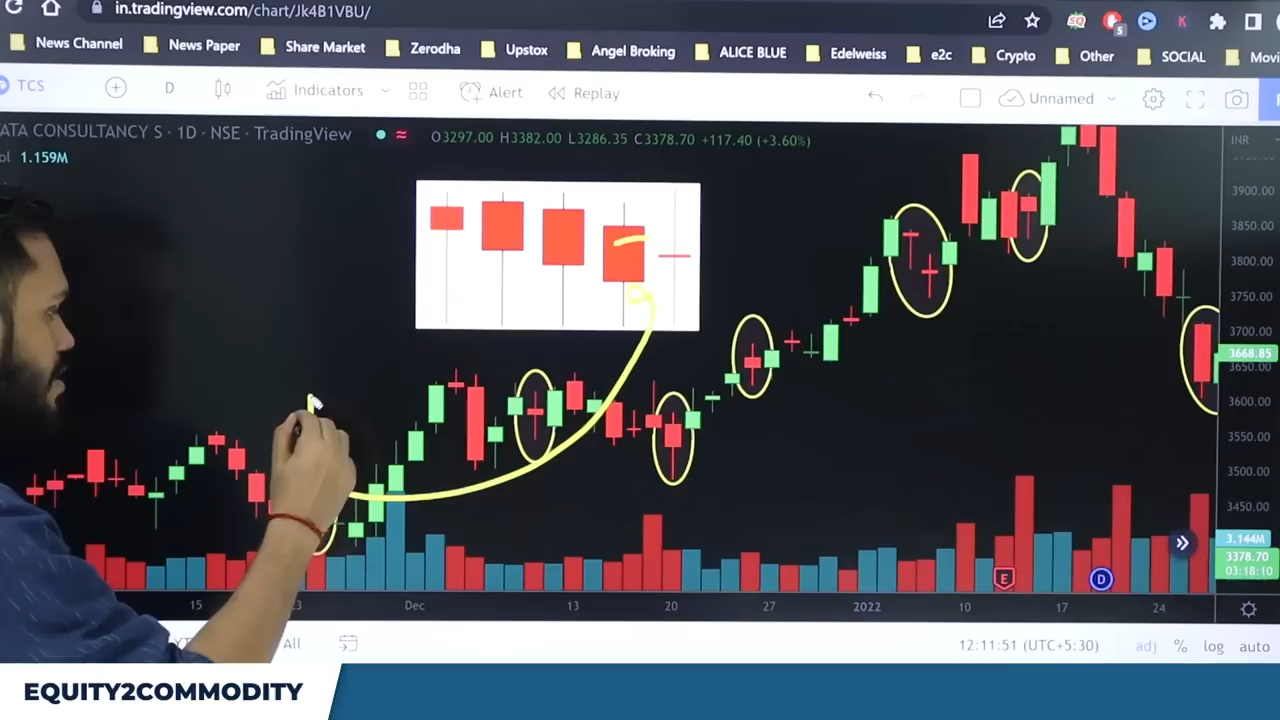 in.tradingview.com/chart/Jk4B1VBU/
5
K
News Channel News Paper Share Market Zerodha Upstox Angel Broking ALICE BLUE Edelweiss e2c Crypto Other SOCIAL Movi
TCS D Indicators Alert Replay Unnamed
ATA CONSULTANCY S · 1D · NSE · TradingView O3297.00 H3382.00 L3286.35 C3378.70 +117.40 (+3.60%) INR
ol 1.159M
3900.00
3850.00
3800.00
3750.00
3700.00
3668.85
3650.00
3600.00
3550.00
3500.00
3450.00
3.144M
3378.70
03:18:10
E D
15 Dec 13 20 27 2022 10 17 24
All 12:11:51 (UTC+5:30) adj % log auto
EQUITY2COMMODITY